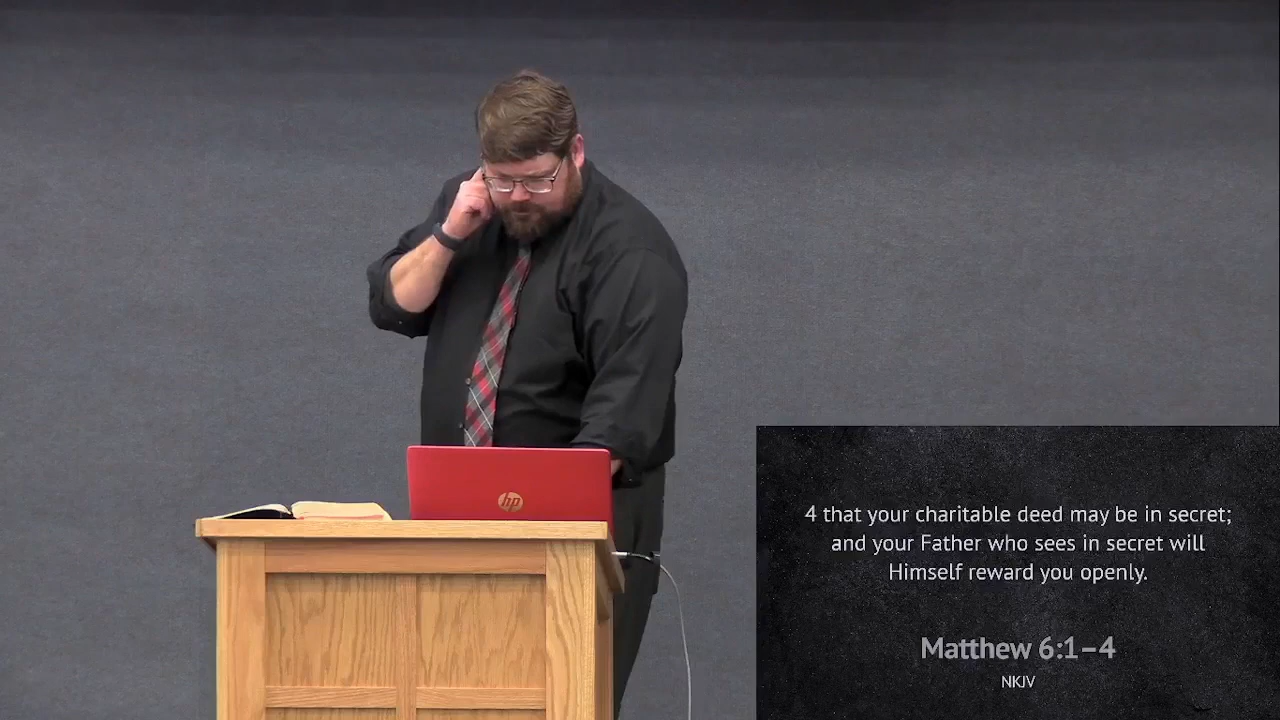 hp
4 that your charitable deed may be in secret;
and your Father who sees in secret will
Himself reward you openly.
Matthew 6:1–4
NKJV